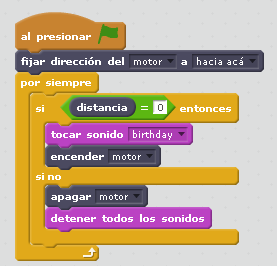 al presionar
fijar dirección del motor a hacia acá
por siempre
si distancia = 0 entonces
tocar sonido birthday
encender motor
si no
apagar motor
detener todos los sonidos